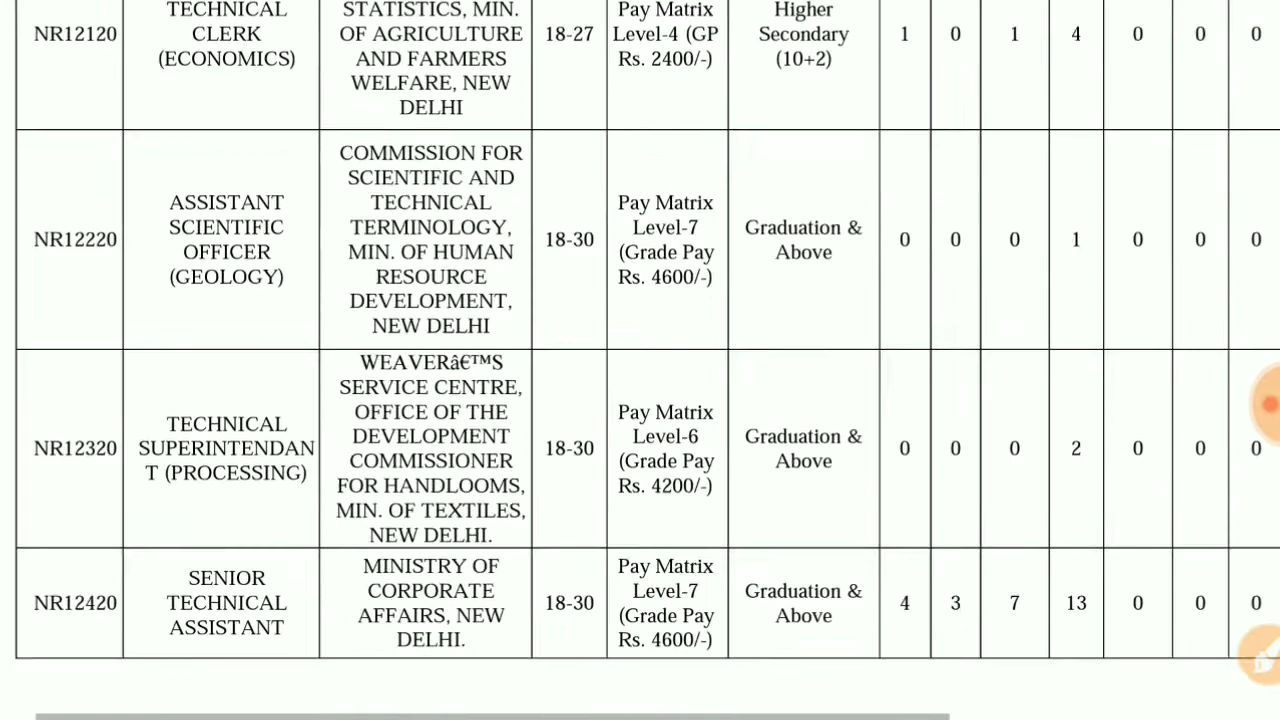 NR12120
TECHNICAL
CLERK
(ECONOMICS)
STATISTICS, MIN.
OF AGRICULTURE
AND FARMERS
WELFARE, NEW
DELHI
18-27
Pay Matrix
Level-4 (GP
Rs. 2400/-)
Higher
Secondary
(10+2)
1 0 1 4 0 0 0
NR12220
ASSISTANT
SCIENTIFIC
OFFICER
(GEOLOGY)
COMMISSION FOR
SCIENTIFIC AND
TECHNICAL
TERMINOLOGY,
MIN. OF HUMAN
RESOURCE
DEVELOPMENT,
NEW DELHI
18-30
Pay Matrix
Level-7
(Grade Pay
Rs. 4600/-)
Graduation &
Above
0 0 0 1 0 0 0
NR12320
TECHNICAL
SUPERINTENDAN
T (PROCESSING)
WEAVER’S
SERVICE CENTRE,
OFFICE OF THE
DEVELOPMENT
COMMISSIONER
FOR HANDLOOMS,
MIN. OF TEXTILES,
NEW DELHI.
18-30
Pay Matrix
Level-6
(Grade Pay
Rs. 4200/-)
Graduation &
Above
0 0 0 2 0 0 0
NR12420
SENIOR
TECHNICAL
ASSISTANT
MINISTRY OF
CORPORATE
AFFAIRS, NEW
DELHI.
18-30
Pay Matrix
Level-7
(Grade Pay
Rs. 4600/-)
Graduation &
Above
4 3 7 13 0 0 0